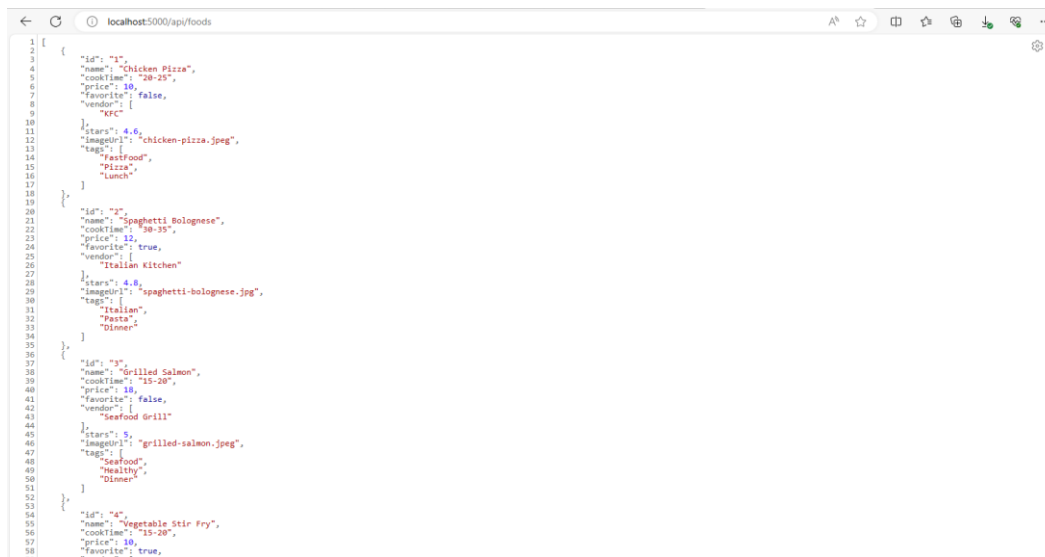 localhost:5000/api/foods
1 [
2 {
3 "id": "1",
4 "name": "Chicken Pizza",
5 "cookTime": "20-25",
6 "price": 10,
7 "favorite": false,
8 "vendor": [
9 "KFC"
10 ],
11 "stars": 4.6,
12 "imageUrl": "chicken-pizza.jpeg",
13 "tags": [
14 "FastFood",
15 "Pizza",
16 "Lunch"
17 ]
18 },
19 {
20 "id": "2",
21 "name": "Spaghetti Bolognese",
22 "cookTime": "30-35",
23 "price": 12,
24 "favorite": true,
25 "vendor": [
26 "Italian Kitchen"
27 ],
28 "stars": 4.8,
29 "imageUrl": "spaghetti-bolognese.jpg",
30 "tags": [
31 "Italian",
32 "Pasta",
33 "Dinner"
34 ]
35 },
36 {
37 "id": "3",
38 "name": "Grilled Salmon",
39 "cookTime": "15-20",
40 "price": 18,
41 "favorite": false,
42 "vendor": [
43 "Seafood Grill"
44 ],
45 "stars": 5,
46 "imageUrl": "grilled-salmon.jpeg",
47 "tags": [
48 "Seafood",
49 "Healthy",
50 "Dinner"
51 ]
52 },
53 {
54 "id": "4",
55 "name": "Vegetable Stir Fry",
56 "cookTime": "15-20",
57 "price": 10,
58 "favorite": true,